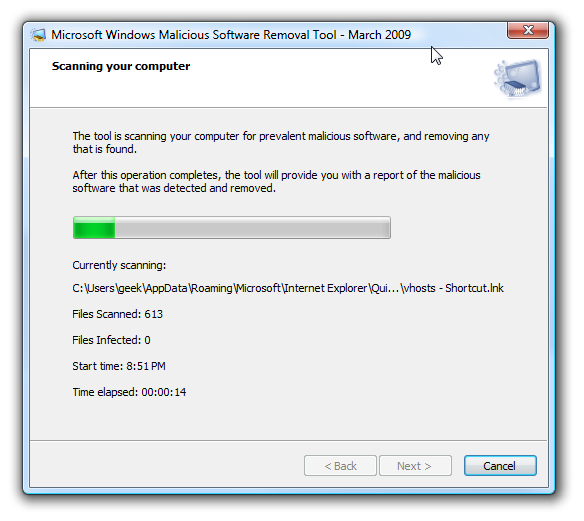 Microsoft Windows Malicious Software Removal Tool - March 2009
Scanning your computer
The tool is scanning your computer for prevalent malicious software, and removing any
that is found.
After this operation completes, the tool will provide you with a report of the malicious
software that was detected and removed.
Currently scanning:
C:\Users\geek\AppData\Roaming\Microsoft\Internet Explorer\Qui...\vhosts - Shortcut.lnk
Files Scanned: 613
Files Infected: 0
Start time: 8:51 PM
Time elapsed: 00:00:14
< Back Next > Cancel